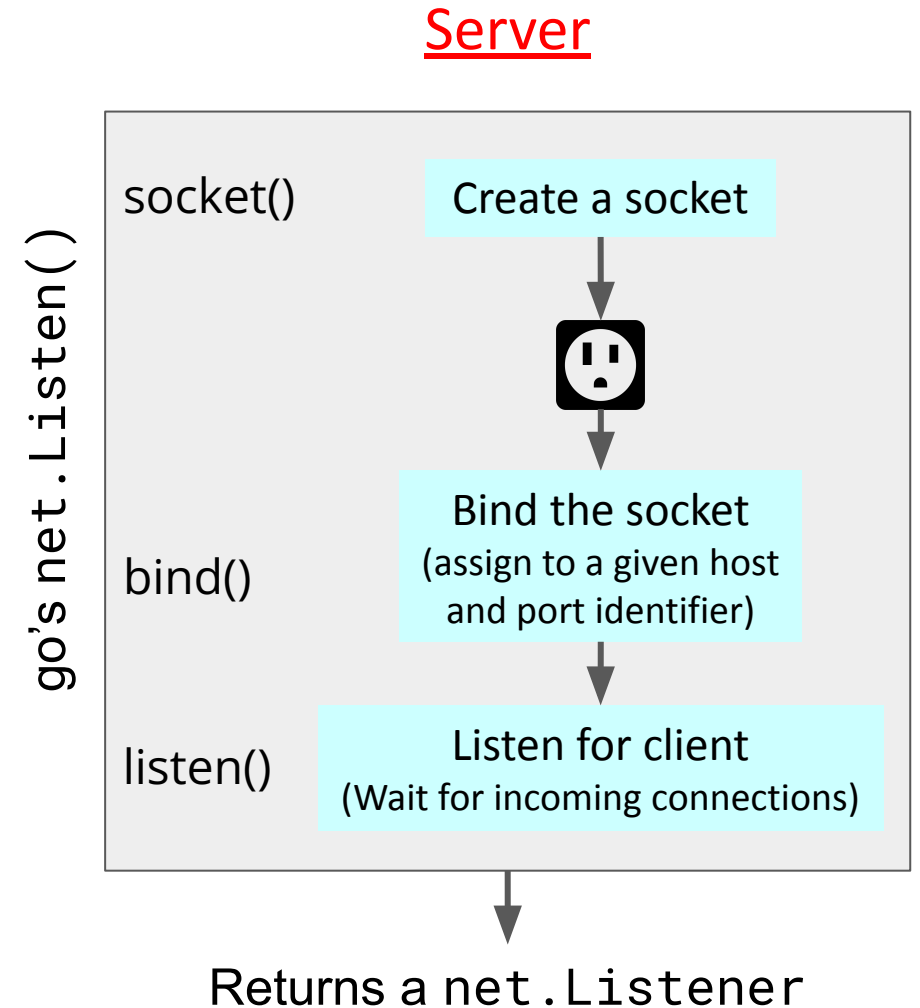 Server
go's net.Listen()
socket()
Create a socket
bind()
Bind the socket
(assign to a given host
and port identifier)
listen()
Listen for client
(Wait for incoming connections)
Returns a net.Listener